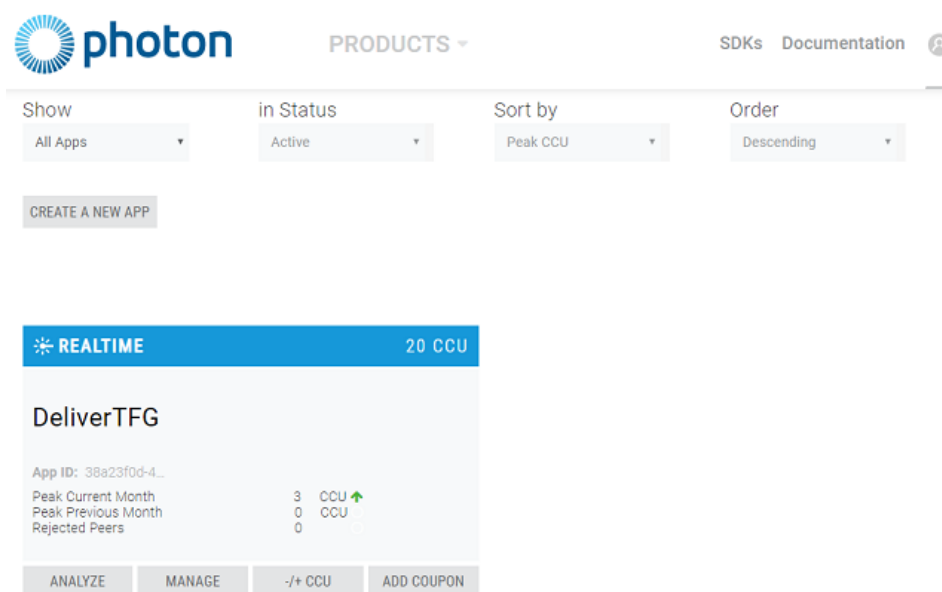 photon PRODUCTS SDKs Documentation
Show in Status Sort by Order
All Apps Active Peak CCU Descending
CREATE A NEW APP
REALTIME 20 CCU
DeliverTFG
App ID: 38a23f0d-4...
Peak Current Month 3 CCU
Peak Previous Month 0 CCU
Rejected Peers 0
ANALYZE MANAGE -/+ CCU ADD COUPON